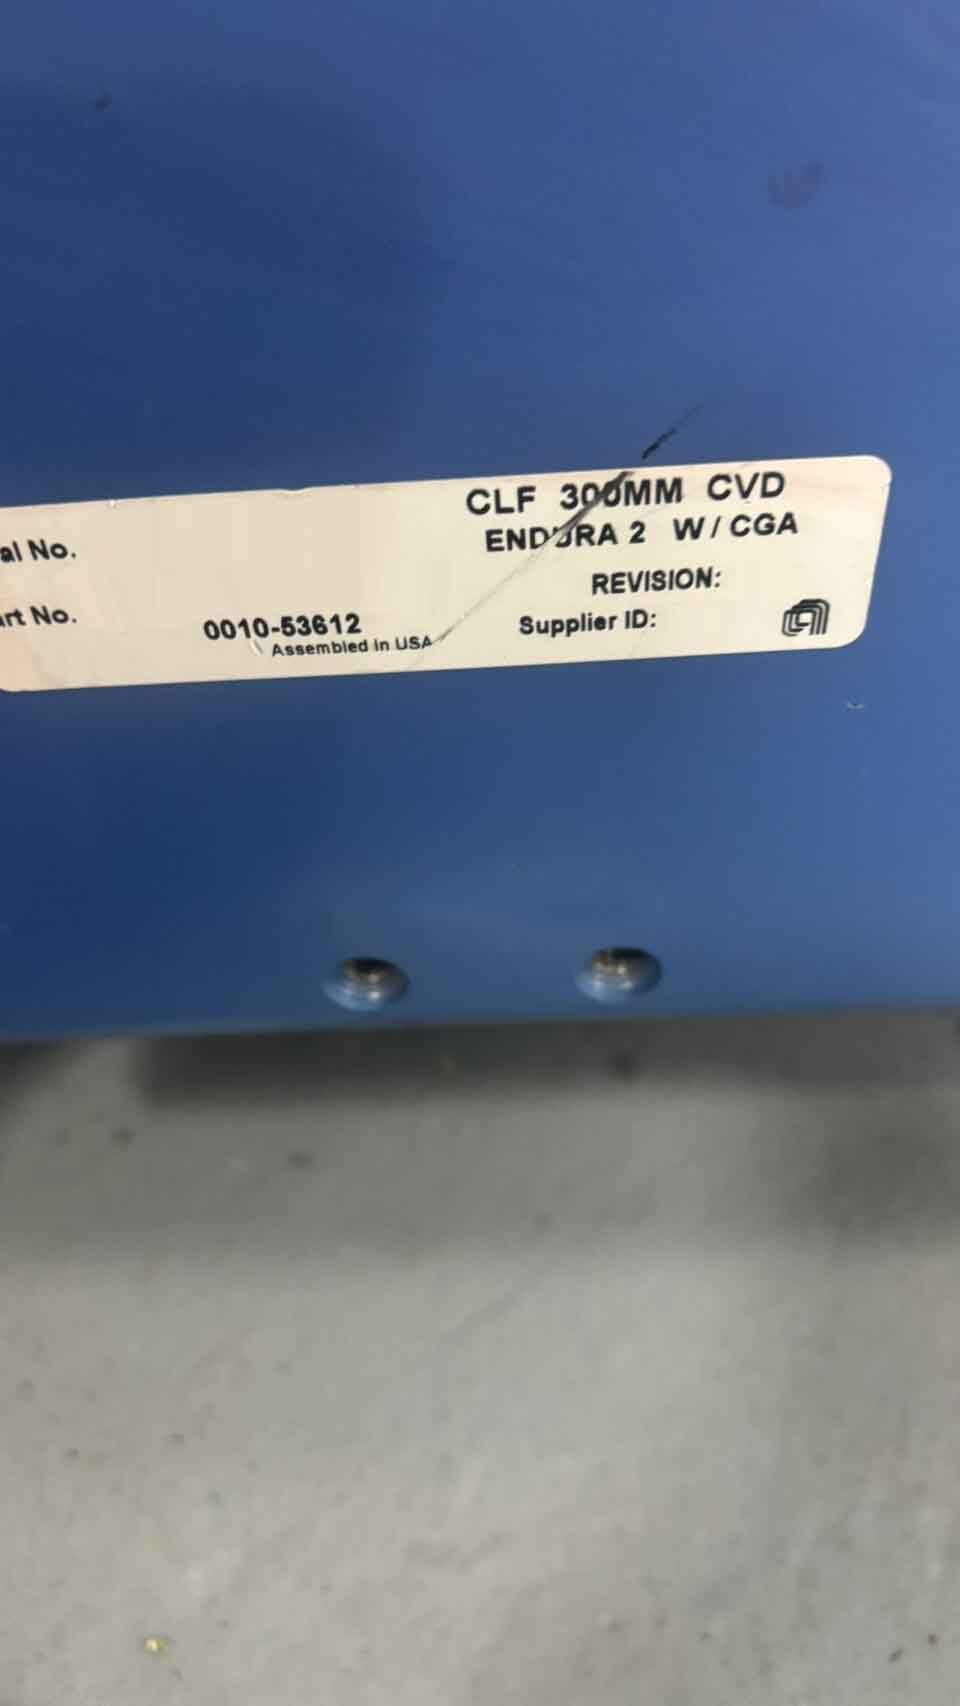 CLF 300MM CVD
ENDURA 2 W/CGA
al No.
REVISION:
rt No.
0010-53612
Supplier ID:
Assembled in USA